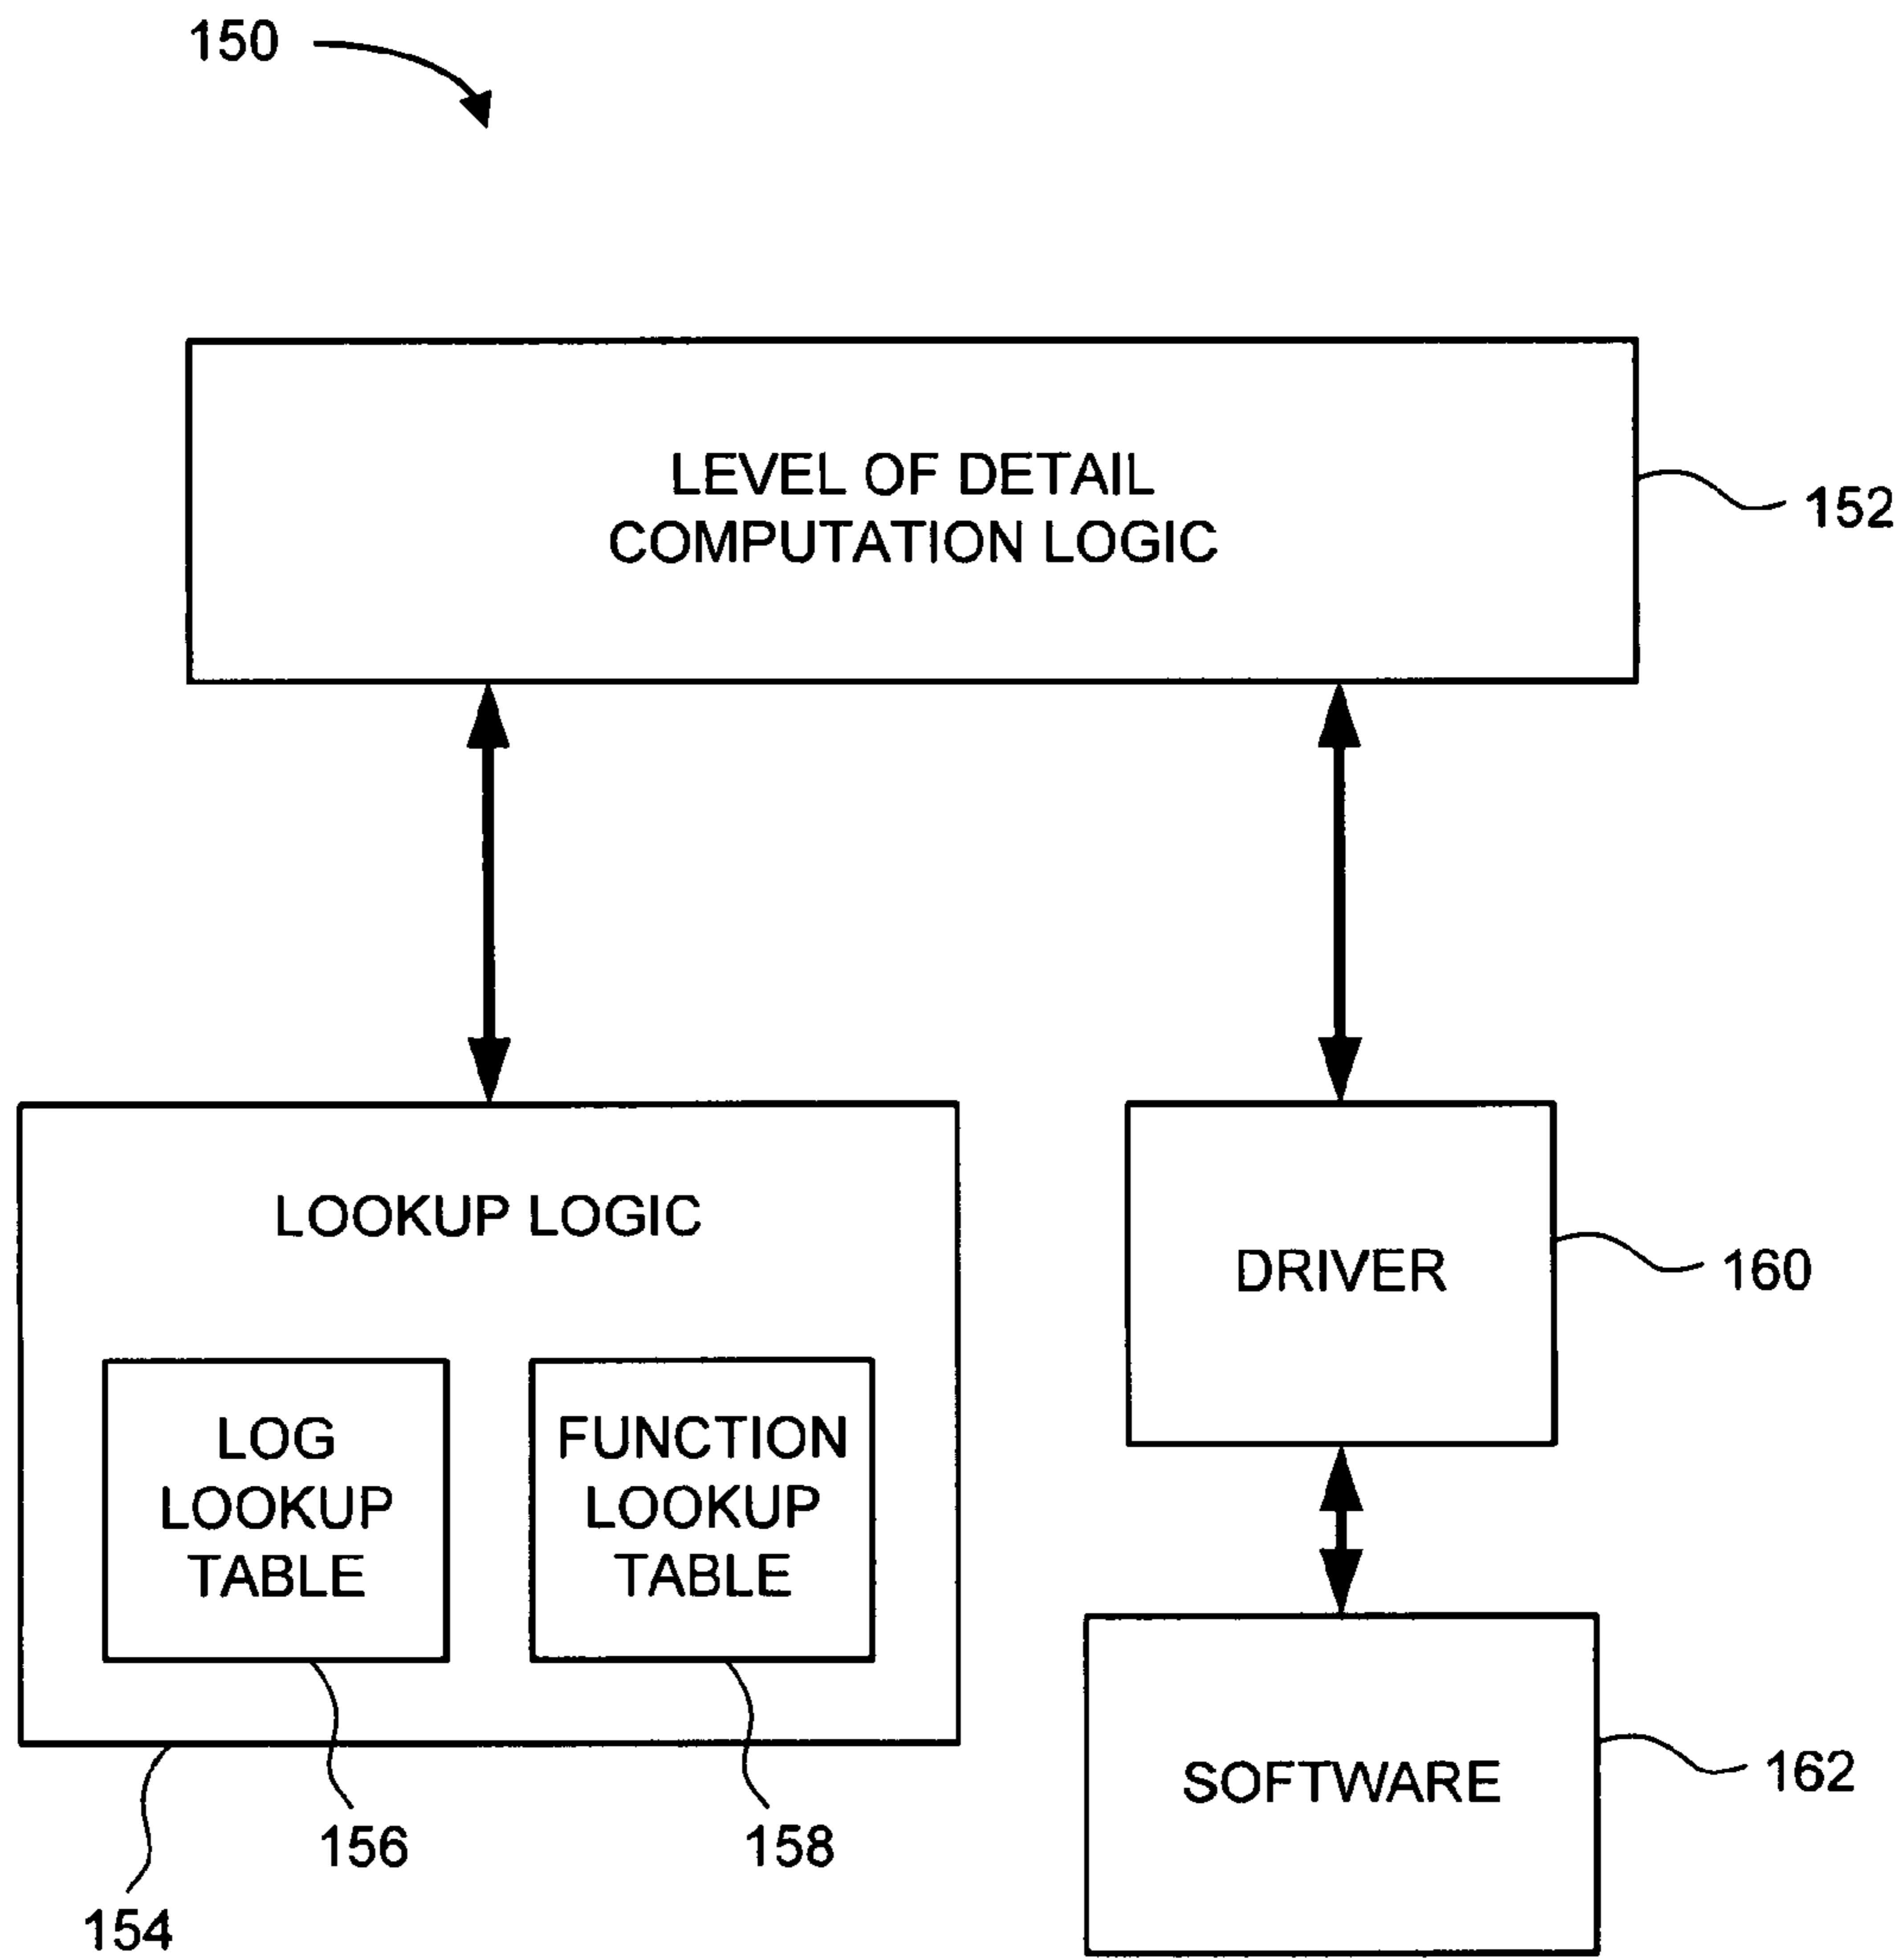 150
LEVEL OF DETAIL
COMPUTATION LOGIC
152
LOOKUP LOGIC
DRIVER
160
LOG
LOOKUP
TABLE
FUNCTION
LOOKUP
TABLE
SOFTWARE
162
156
158
154